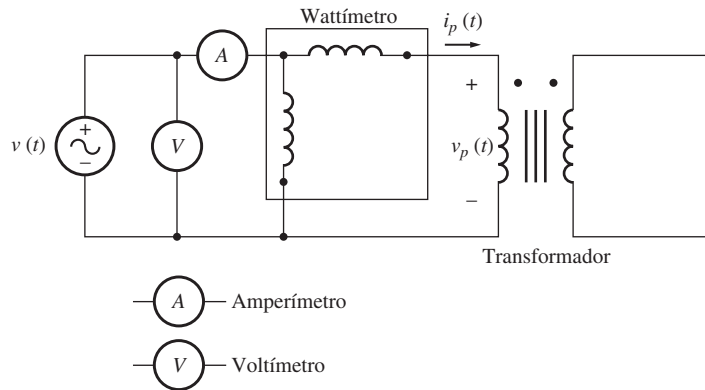 Wattímetro
i_p (t)
A
+
v (t)
+
−
V
v_p (t)
−
Transformador
A Amperímetro
V Voltímetro